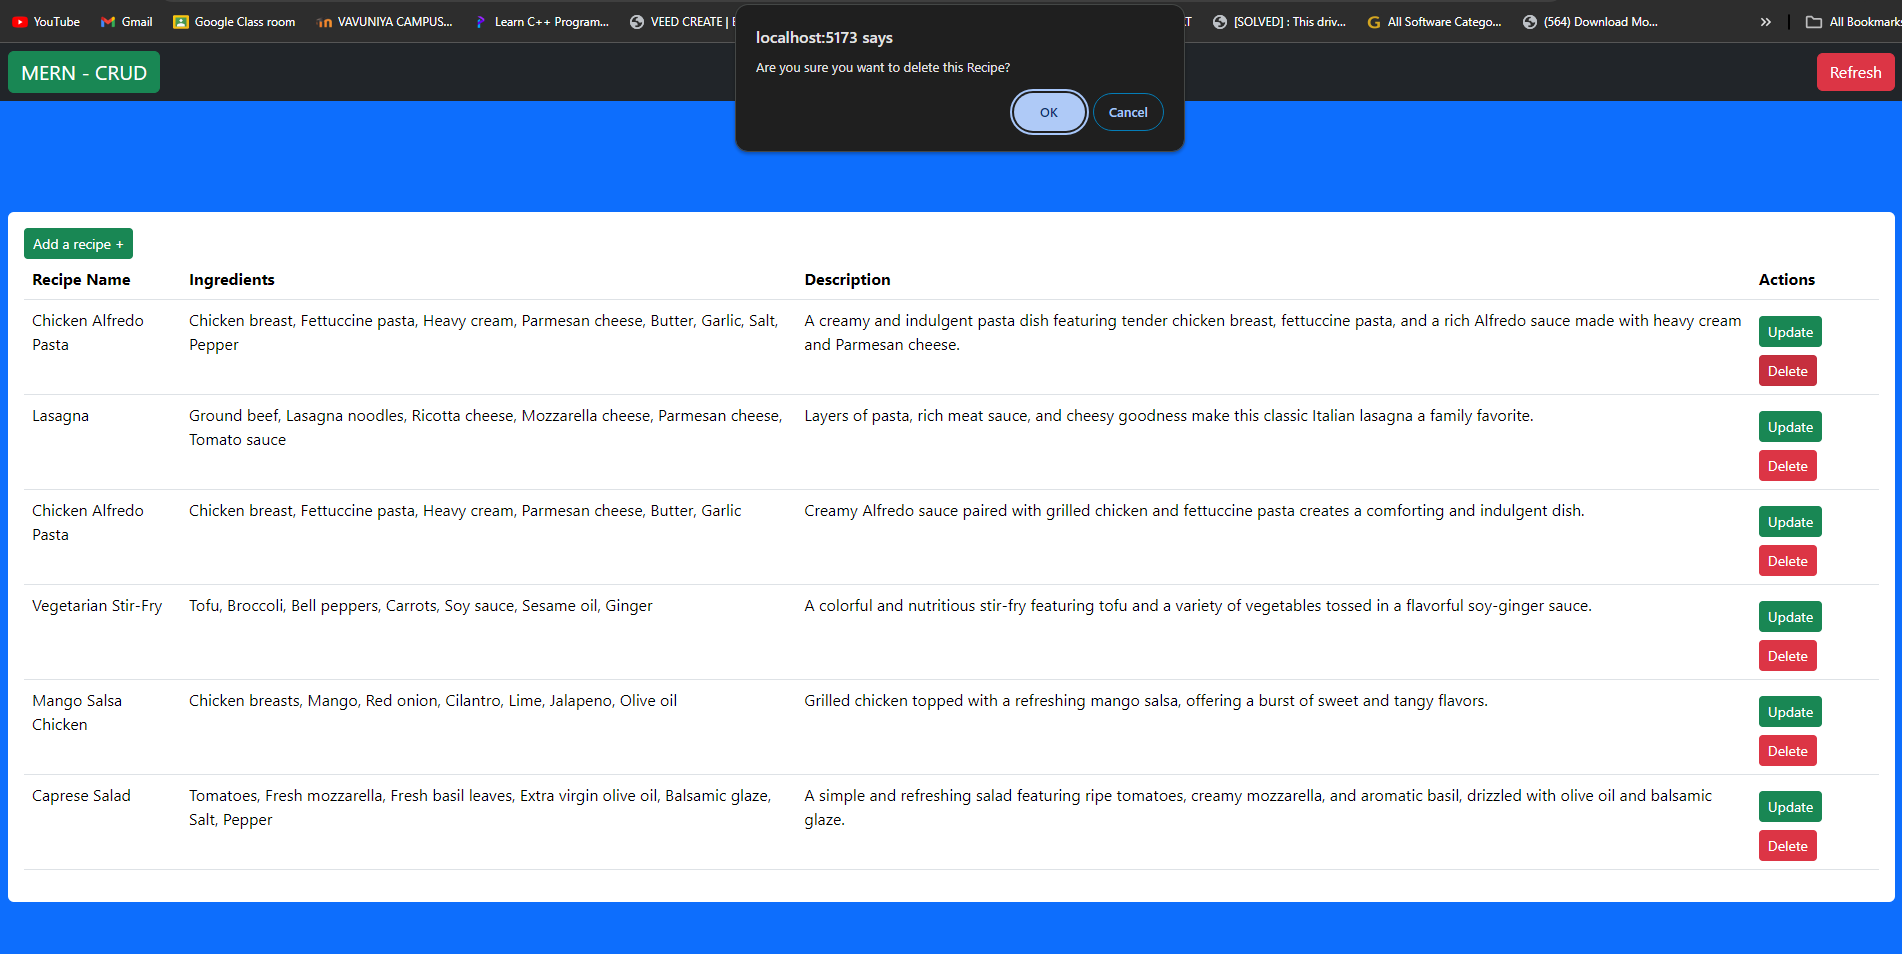 YouTube Gmail Google Class room VAVUNIYA CAMPUS... Learn C++ Program... VEED CREATE | [SOLVED] : This driv... All Software Catego... (564) Download Mo... » All Bookmarks
localhost:5173 says
Are you sure you want to delete this Recipe?
OK Cancel
MERN - CRUD Refresh
Add a recipe +
Recipe Name Ingredients Description Actions
Chicken Alfredo Chicken breast, Fettuccine pasta, Heavy cream, Parmesan cheese, Butter, Garlic, Salt, A creamy and indulgent pasta dish featuring tender chicken breast, fettuccine pasta, and a rich Alfredo sauce made with heavy cream Update
Pasta Pepper and Parmesan cheese.
Delete
Lasagna Ground beef, Lasagna noodles, Ricotta cheese, Mozzarella cheese, Parmesan cheese, Layers of pasta, rich meat sauce, and cheesy goodness make this classic Italian lasagna a family favorite. Update
Tomato sauce
Delete
Chicken Alfredo Chicken breast, Fettuccine pasta, Heavy cream, Parmesan cheese, Butter, Garlic Creamy Alfredo sauce paired with grilled chicken and fettuccine pasta creates a comforting and indulgent dish. Update
Pasta
Delete
Vegetarian Stir-Fry Tofu, Broccoli, Bell peppers, Carrots, Soy sauce, Sesame oil, Ginger A colorful and nutritious stir-fry featuring tofu and a variety of vegetables tossed in a flavorful soy-ginger sauce. Update
Delete
Mango Salsa Chicken breasts, Mango, Red onion, Cilantro, Lime, Jalapeno, Olive oil Grilled chicken topped with a refreshing mango salsa, offering a burst of sweet and tangy flavors. Update
Chicken
Delete
Caprese Salad Tomatoes, Fresh mozzarella, Fresh basil leaves, Extra virgin olive oil, Balsamic glaze, A simple and refreshing salad featuring ripe tomatoes, creamy mozzarella, and aromatic basil, drizzled with olive oil and balsamic Update
Salt, Pepper glaze.
Delete